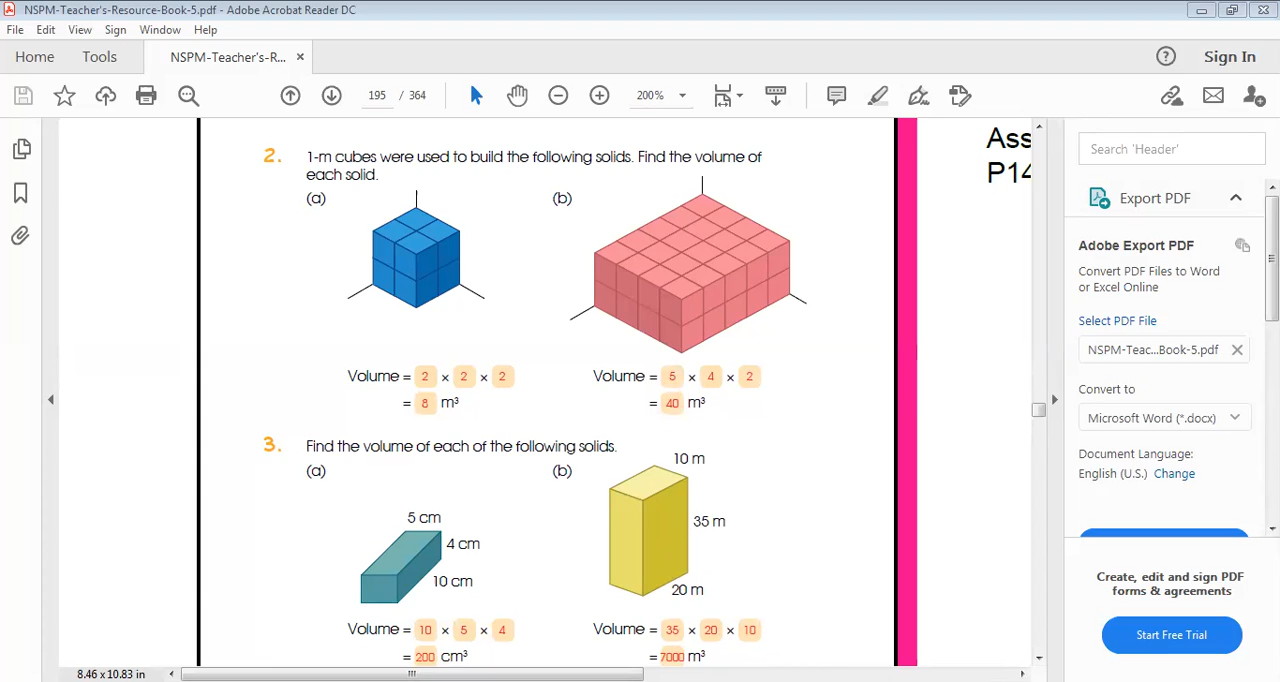 NSPM-Teacher's-Resource-Book-5.pdf - Adobe Acrobat Reader DC
File Edit View Sign Window Help
Home Tools NSPM-Teacher's-R... × Sign In
195 / 364 200%
2. 1-m cubes were used to build the following solids. Find the volume of
each solid.
(a) (b)
Volume = 2 × 2 × 2 Volume = 5 × 4 × 2
= 8 m³ = 40 m³
3. Find the volume of each of the following solids.
(a) (b)
10 m
5 cm
35 m
4 cm
10 cm
20 m
Volume = 10 × 5 × 4 Volume = 35 × 20 × 10
= 200 cm³ = 7000 m³
Ass
P14
Search 'Header'
Export PDF
Adobe Export PDF
Convert PDF Files to Word
or Excel Online
Select PDF File
NSPM-Teac...Book-5.pdf
Convert to
Microsoft Word (*.docx)
Document Language:
English (U.S.) Change
Create, edit and sign PDF
forms & agreements
Start Free Trial
8.46 x 10.83 in